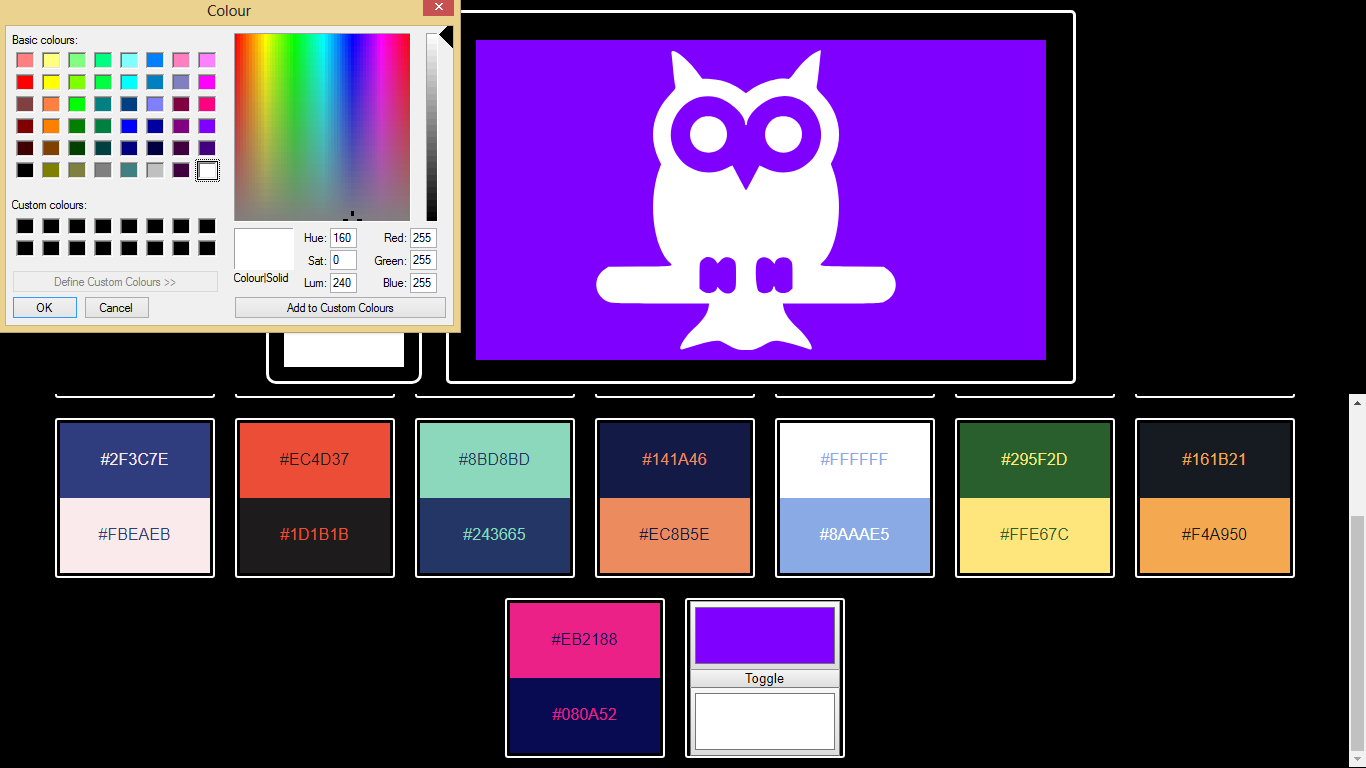 Colour
Basic colours:
Custom colours:
Define Custom Colours >>
OK Cancel
Colour|Solid
Hue: 160 Red: 255
Sat: 0 Green: 255
Lum: 240 Blue: 255
Add to Custom Colours
#2F3C7E #EC4D37 #8BD8BD #141A46 #FFFFFF #295F2D #161B21
#FBEAEB #1D1B1B #243665 #EC8B5E #8AAAE5 #FFE67C #F4A950
#EB2188
Toggle
#080A52